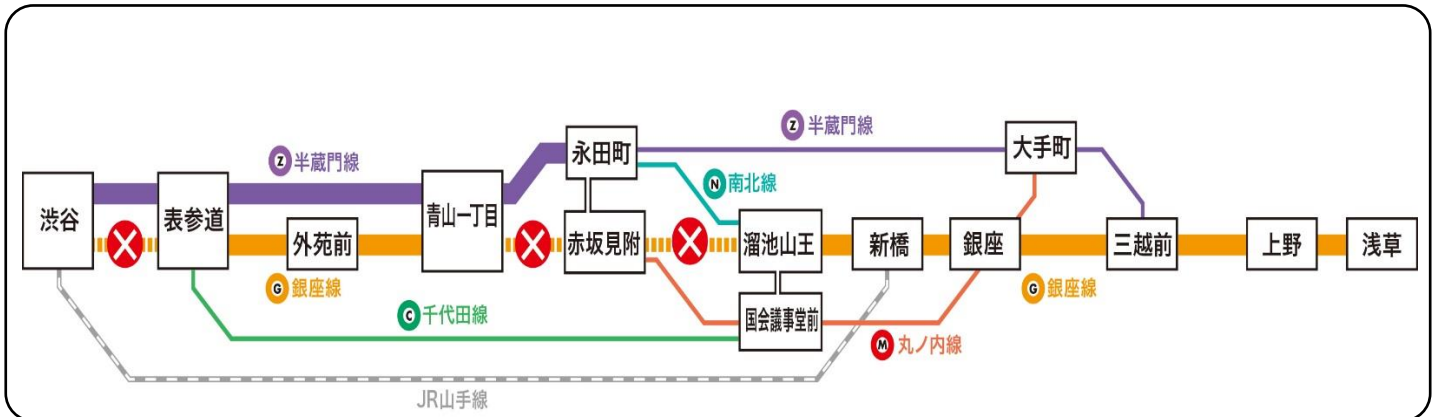 Z 半蔵門線
大手町
永田町
Z 半蔵門線
N 南北線
渋谷
表参道
外苑前
青山一丁目
赤坂見附
溜池山王
新橋
銀座
三越前
上野
浅草
G 銀座線
G 銀座線
C 千代田線
国会議事堂前
M 丸ノ内線
JR山手線